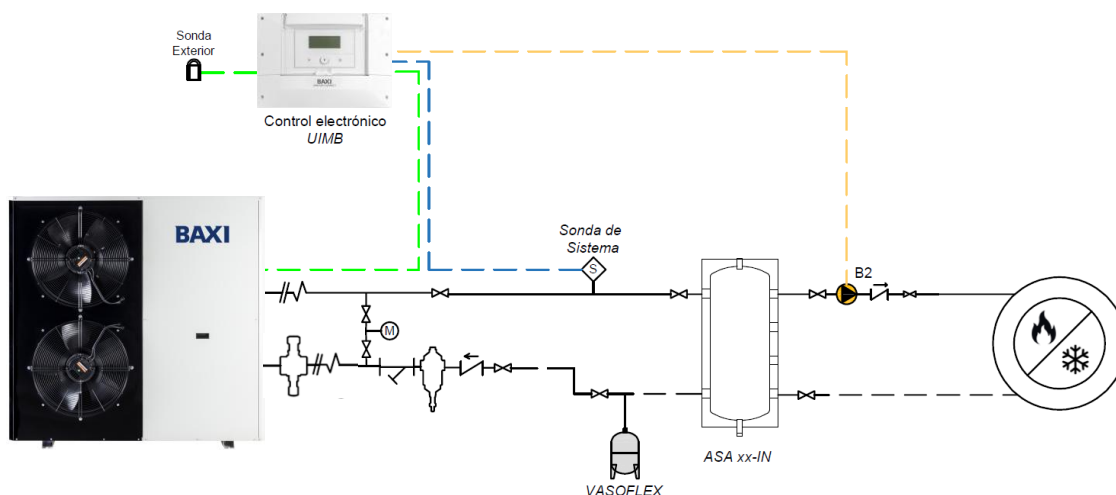 Sonda
Exterior
BAXI
Control electrónico
UIMB
BAXI
Sonda de
Sistema
S
B2
M
ASA xx-IN
VASOFLEX